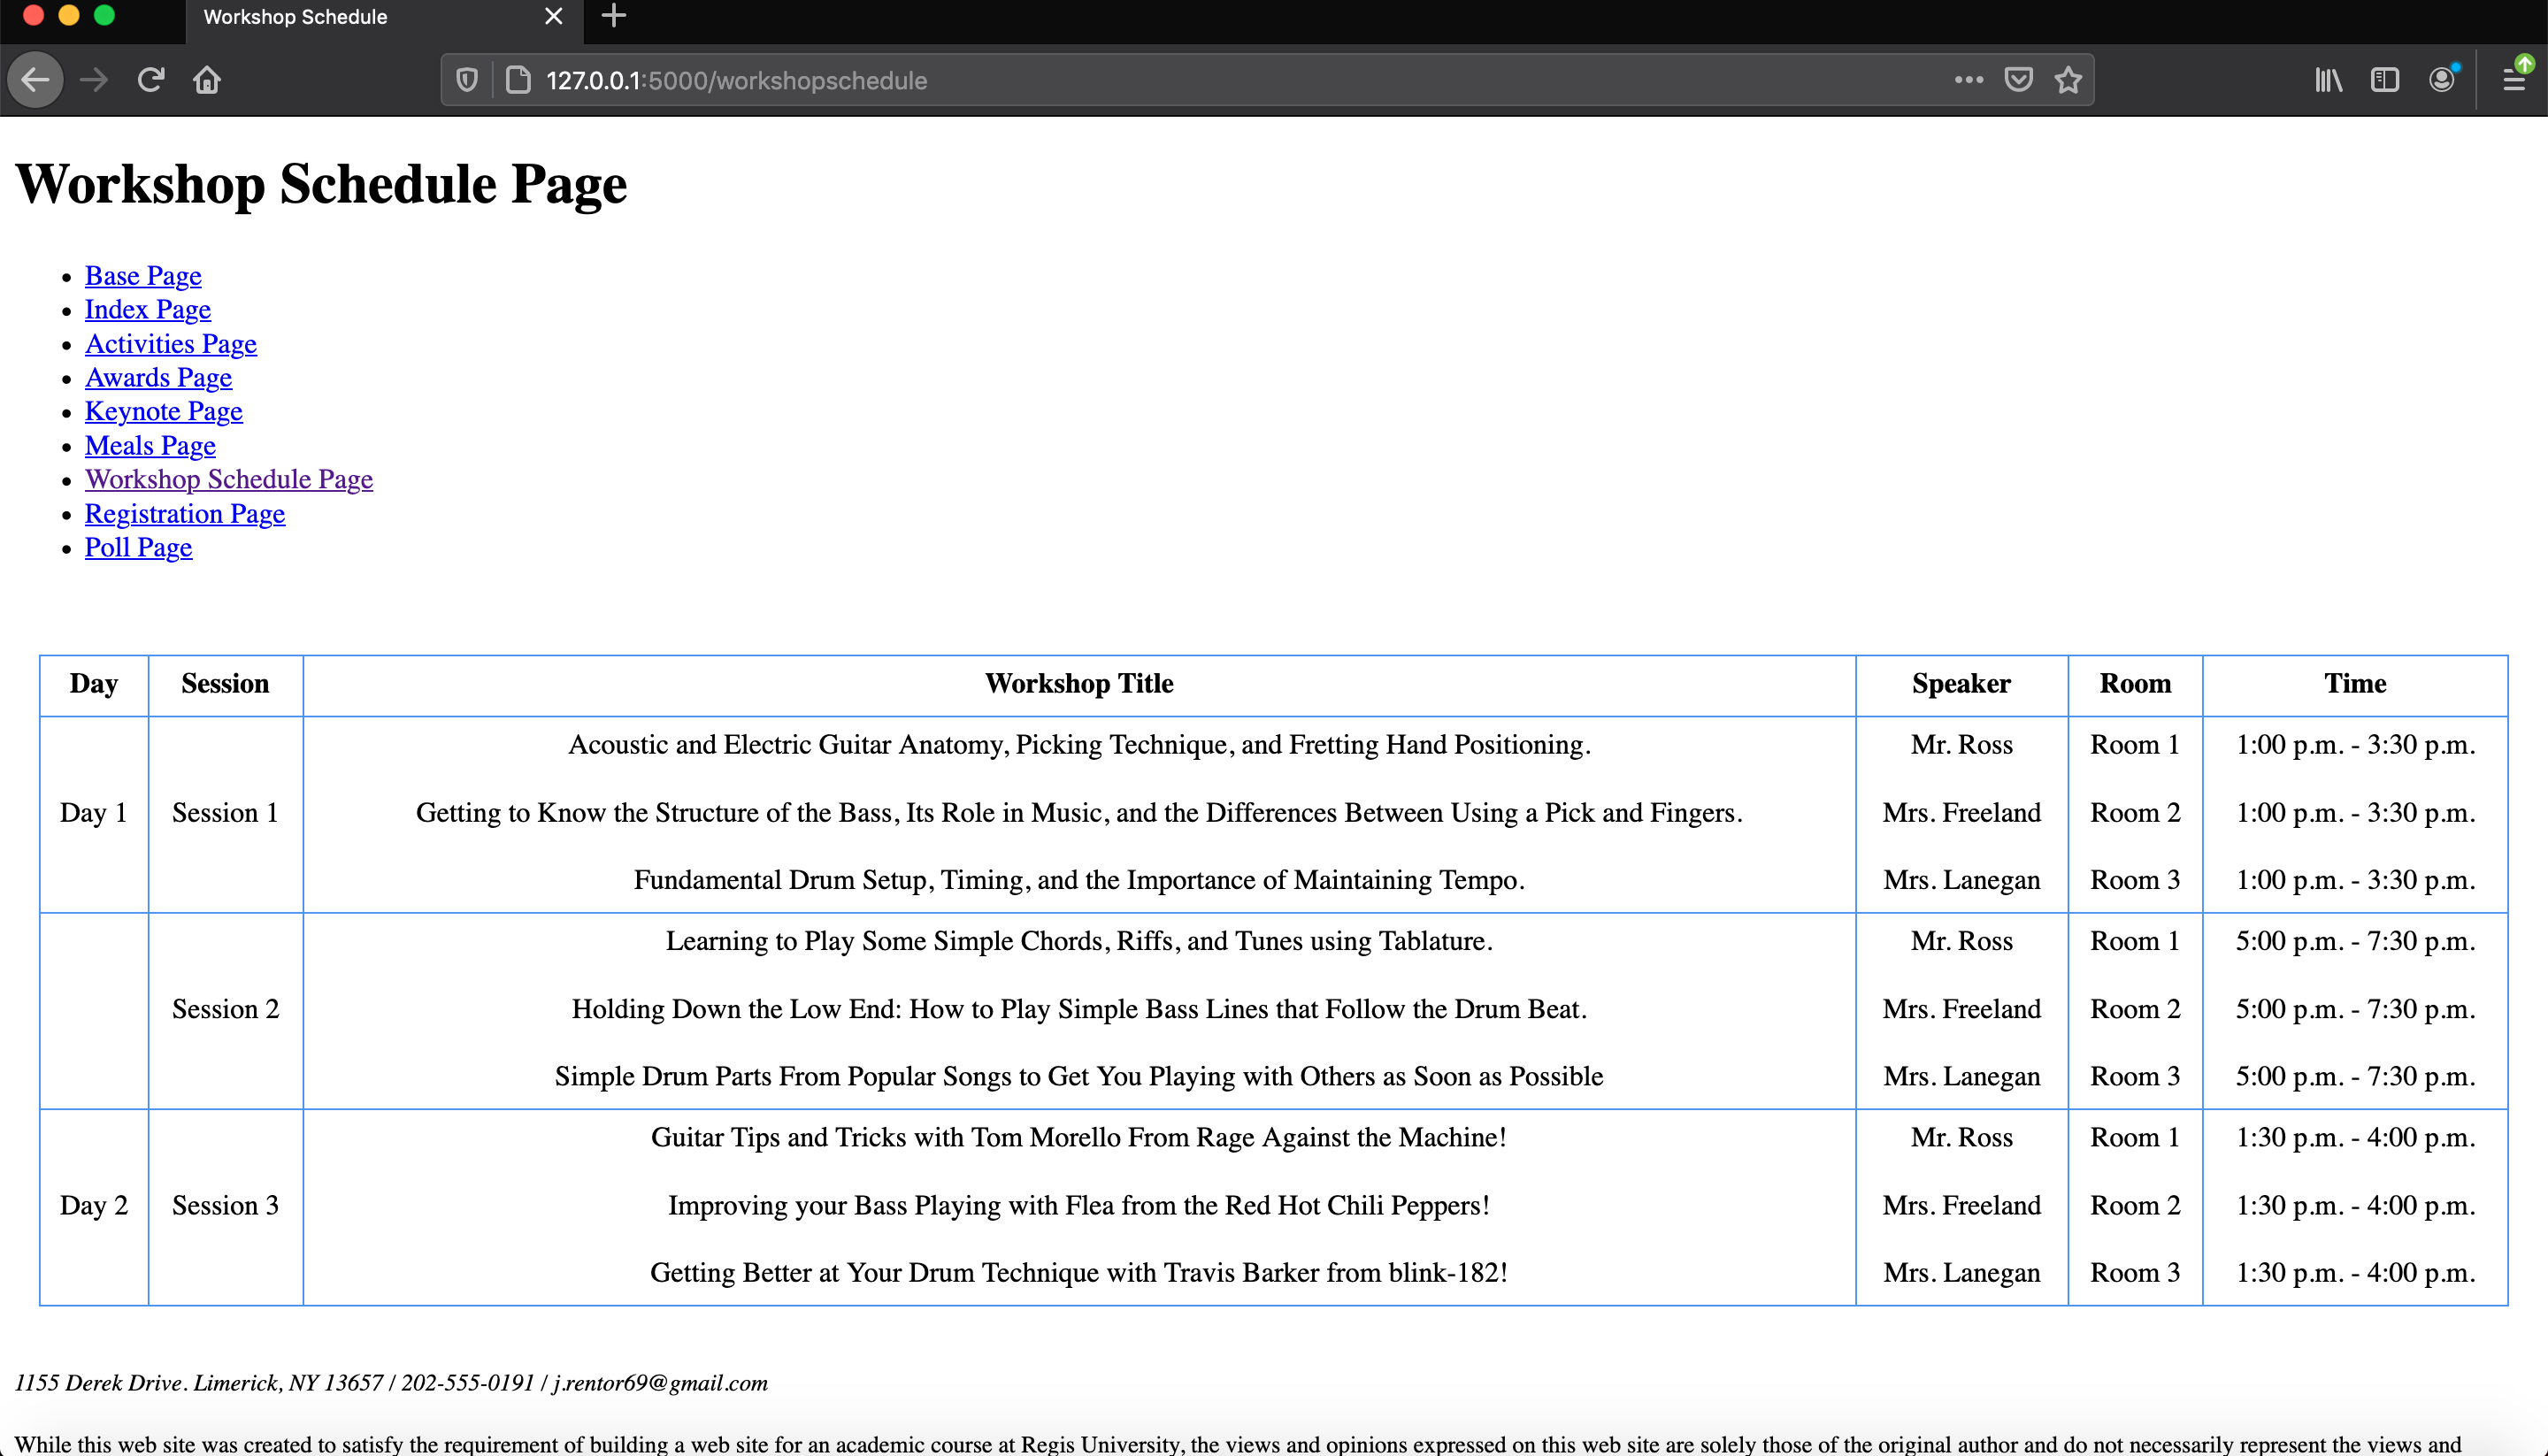 Workshop Schedule
127.0.0.1:5000/workshopschedule
Workshop Schedule Page
Base Page
Index Page
Activities Page
Awards Page
Keynote Page
Meals Page
Workshop Schedule Page
Registration Page
Poll Page
Day Session Workshop Title Speaker Room Time
Acoustic and Electric Guitar Anatomy, Picking Technique, and Fretting Hand Positioning. Mr. Ross Room 1 1:00 p.m. - 3:30 p.m.
Day 1 Session 1 Getting to Know the Structure of the Bass, Its Role in Music, and the Differences Between Using a Pick and Fingers. Mrs. Freeland Room 2 1:00 p.m. - 3:30 p.m.
Fundamental Drum Setup, Timing, and the Importance of Maintaining Tempo. Mrs. Lanegan Room 3 1:00 p.m. - 3:30 p.m.
Learning to Play Some Simple Chords, Riffs, and Tunes using Tablature. Mr. Ross Room 1 5:00 p.m. - 7:30 p.m.
Session 2 Holding Down the Low End: How to Play Simple Bass Lines that Follow the Drum Beat. Mrs. Freeland Room 2 5:00 p.m. - 7:30 p.m.
Simple Drum Parts From Popular Songs to Get You Playing with Others as Soon as Possible Mrs. Lanegan Room 3 5:00 p.m. - 7:30 p.m.
Guitar Tips and Tricks with Tom Morello From Rage Against the Machine! Mr. Ross Room 1 1:30 p.m. - 4:00 p.m.
Day 2 Session 3 Improving your Bass Playing with Flea from the Red Hot Chili Peppers! Mrs. Freeland Room 2 1:30 p.m. - 4:00 p.m.
Getting Better at Your Drum Technique with Travis Barker from blink-182! Mrs. Lanegan Room 3 1:30 p.m. - 4:00 p.m.
1155 Derek Drive. Limerick, NY 13657 / 202-555-0191 / j.rentor69@gmail.com
While this web site was created to satisfy the requirement of building a web site for an academic course at Regis University, the views and opinions expressed on this web site are solely those of the original author and do not necessarily represent the views and